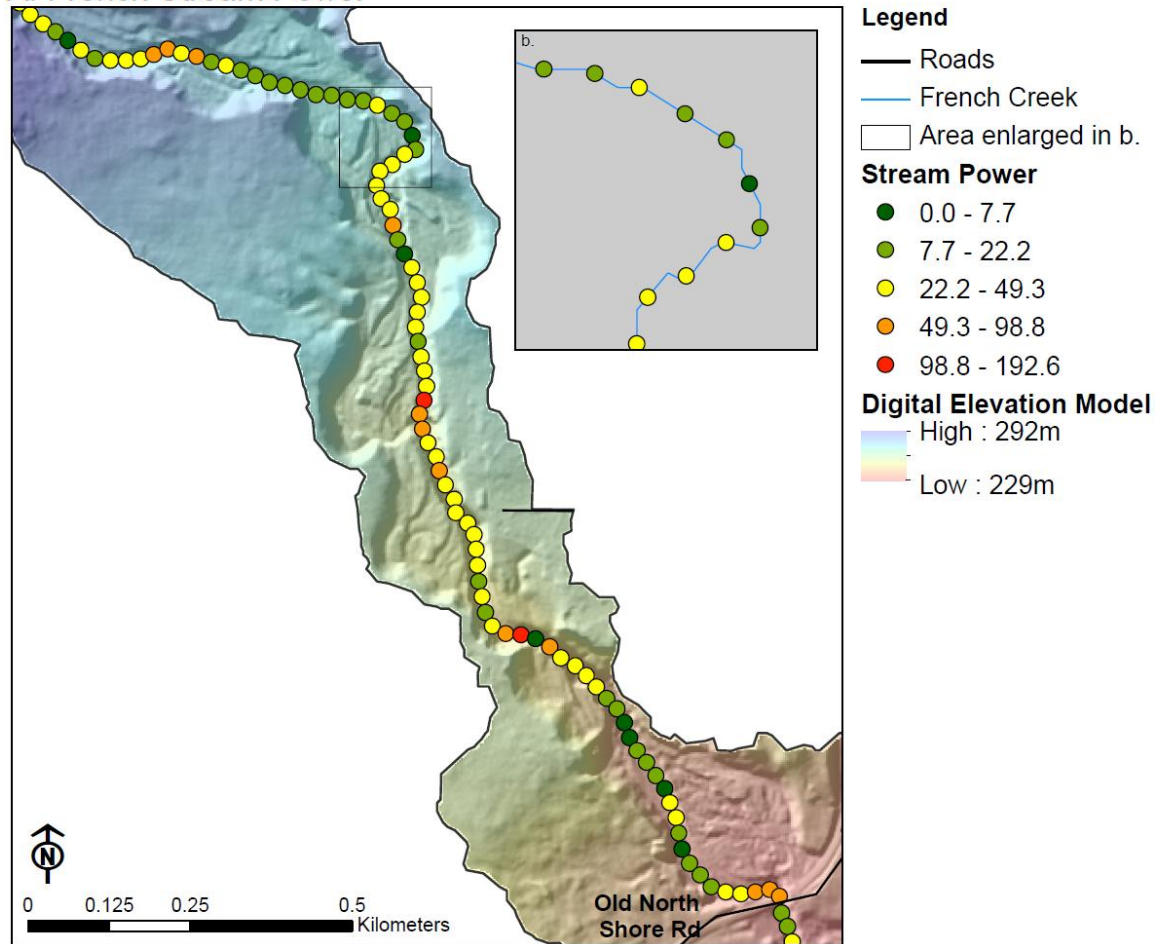 b.
Legend
Roads
French Creek
Area enlarged in b.
Stream Power
0.0 - 7.7
7.7 - 22.2
22.2 - 49.3
49.3 - 98.8
98.8 - 192.6
Digital Elevation Model
High : 292m
Low : 229m
N
0 0.125 0.25 0.5
Kilometers
Old North
Shore Rd